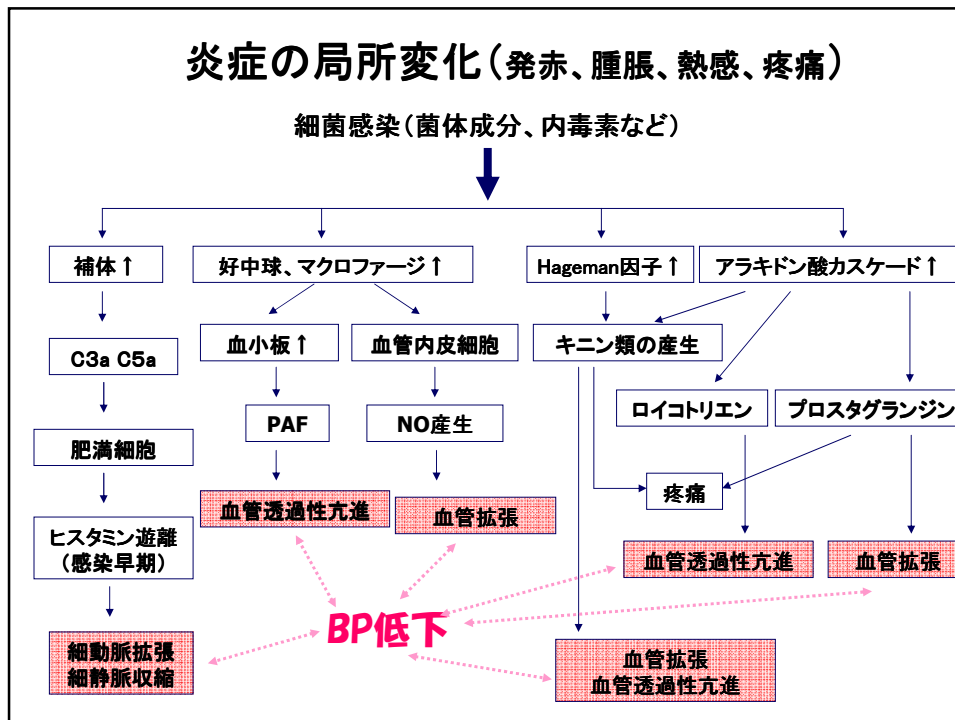 炎症の局所変化(発赤、腫脹、熱感、疼痛)
細菌感染(菌体成分、内毒素など)
補体↑
好中球、マクロファージ↑
Hageman因子↑
アラキドン酸カスケード↑
C3a C5a
血小板↑
血管内皮細胞
キニン類の産生
肥満細胞
PAF
NO産生
ロイコトリエン
プロスタグランジン
疼痛
ヒスタミン遊離
(感染早期)
血管透過性亢進
血管拡張
血管透過性亢進
血管拡張
BP低下
細動脈拡張
細静脈収縮
血管拡張
血管透過性亢進